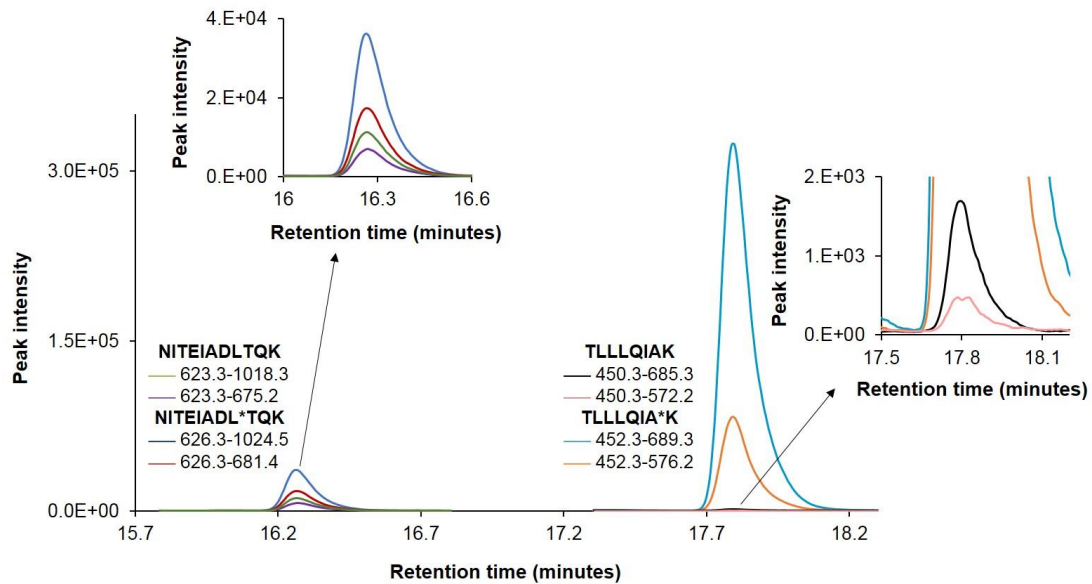 4.E+04
2.E+04
0.E+00
Peak intensity
16
16.3
16.6
Retention time (minutes)
3.0E+05
1.5E+05
0.0E+00
Peak intensity
NITEIADLTQK
623.3-1018.3
623.3-675.2
NITEIADL*TQK
626.3-1024.5
626.3-681.4
TLLLQIAK
450.3-685.3
450.3-572.2
TLLLQIA*K
452.3-689.3
452.3-576.2
2.E+03
1.E+03
0.E+00
Peak intensity
17.5
17.8
18.1
Retention time (minutes)
15.7
16.2
16.7
17.2
17.7
18.2
Retention time (minutes)